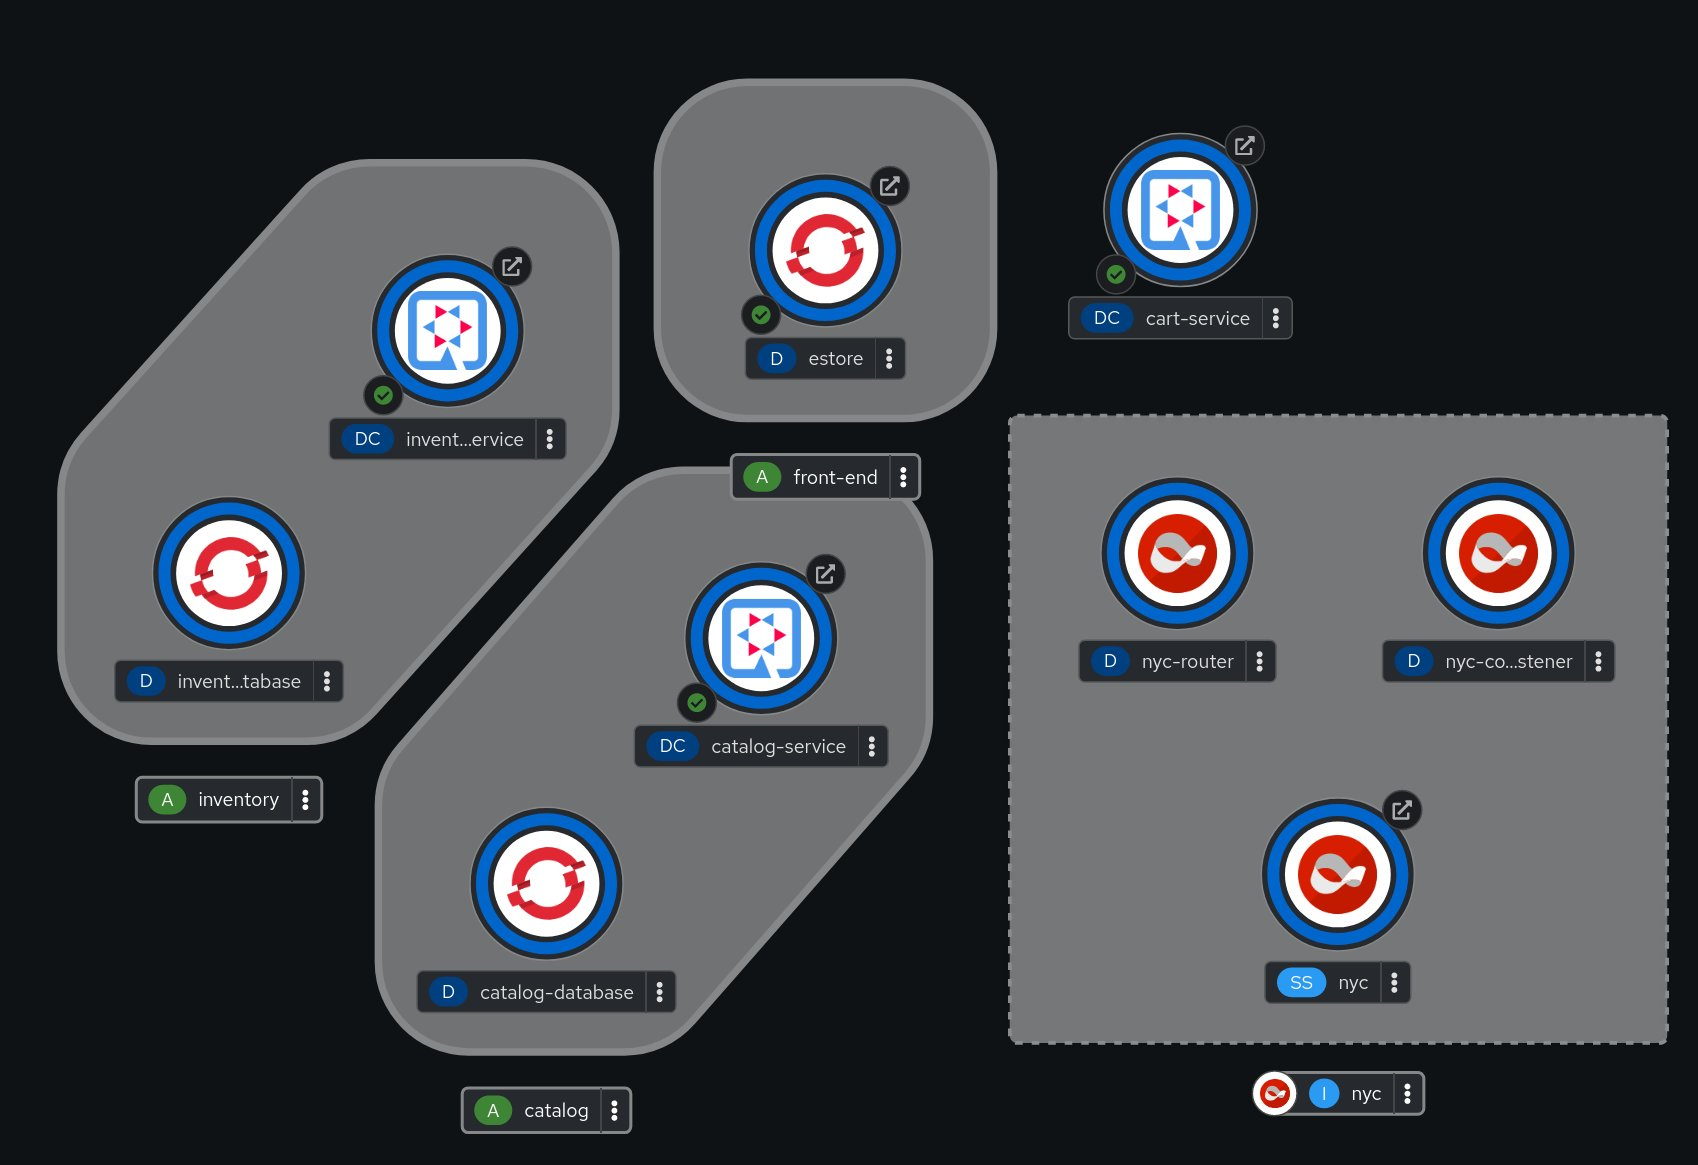 DC invent...ervice
D invent...tabase
A inventory
D estore
A front-end
DC catalog-service
D catalog-database
A catalog
DC cart-service
D nyc-router
D nyc-co...stener
SS nyc
I nyc